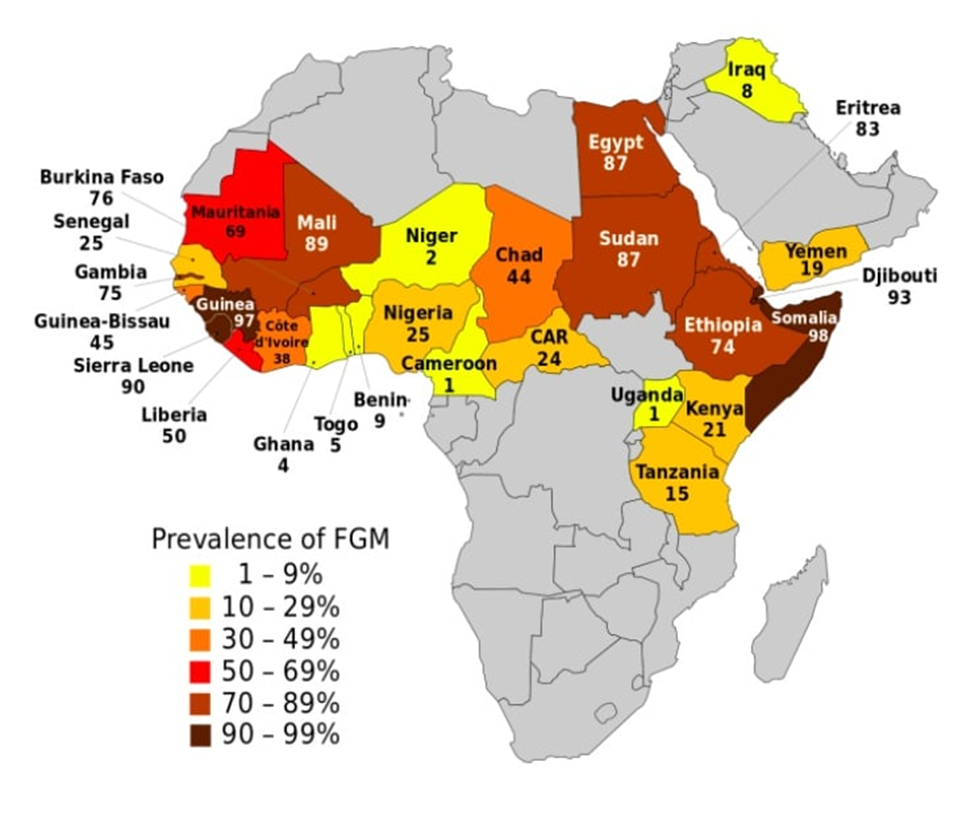 Iraq
8
Eritrea
83
Egypt
87
Burkina Faso
76
Mauritania
69
Mali
89
Senegal
25
Niger
2
Chad
44
Sudan
87
Yemen
19
Gambia
75
Djibouti
93
Guinea
97
Nigeria
25
Somalia
98
Guinea-Bissau
45
Côte
d'Ivoire
38
Ethiopia
74
CAR
24
Sierra Leone
90
Cameroon
1
Uganda
1
Kenya
21
Liberia
50
Benin
9
Togo
5
Ghana
4
Tanzania
15
Prevalence of FGM
1 – 9%
10 – 29%
30 – 49%
50 – 69%
70 – 89%
90 – 99%